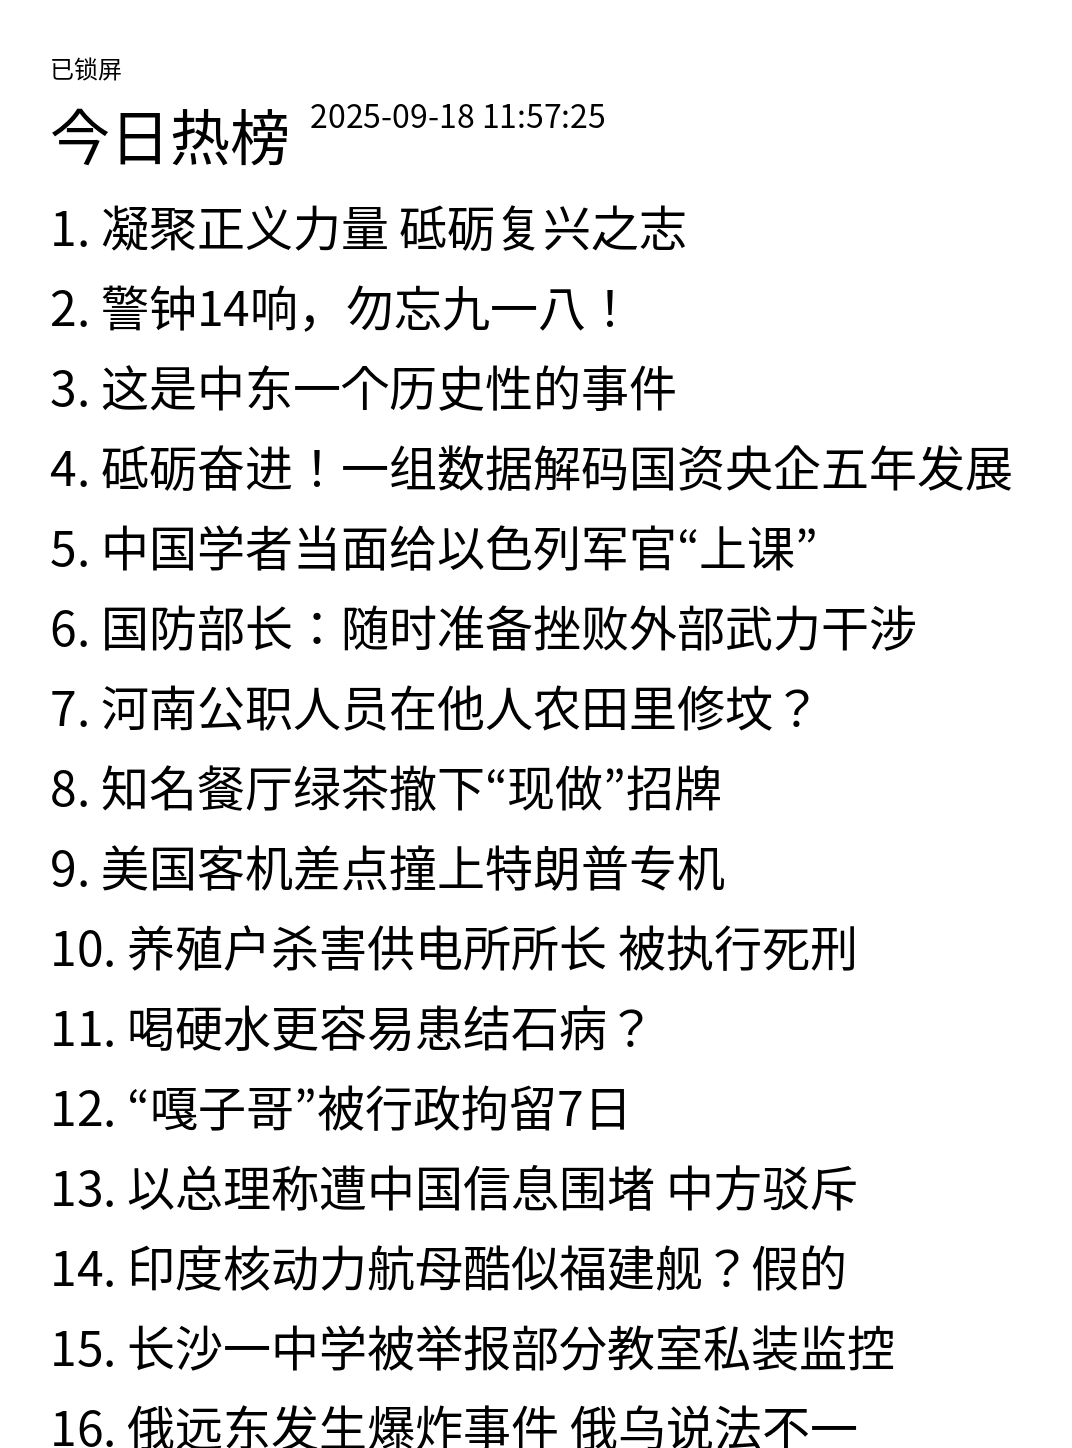 已锁屏
今日热榜 2025-09-18 11:57:25
1. 凝聚正义力量 砥砺复兴之志
2. 警钟14响，勿忘九一八！
3. 这是中东一个历史性的事件
4. 砥砺奋进！一组数据解码国资央企五年发展
5. 中国学者当面给以色列军官“上课”
6. 国防部长：随时准备挫败外部武力干涉
7. 河南公职人员在他人农田里修坟？
8. 知名餐厅绿茶撤下“现做”招牌
9. 美国客机差点撞上特朗普专机
10. 养殖户杀害供电所所长 被执行死刑
11. 喝硬水更容易患结石病？
12. “嘎子哥”被行政拘留7日
13. 以总理称遭中国信息围堵 中方驳斥
14. 印度核动力航母酷似福建舰？假的
15. 长沙一中学被举报部分教室私装监控
16. 俄远东发生爆炸事件 俄乌说法不一